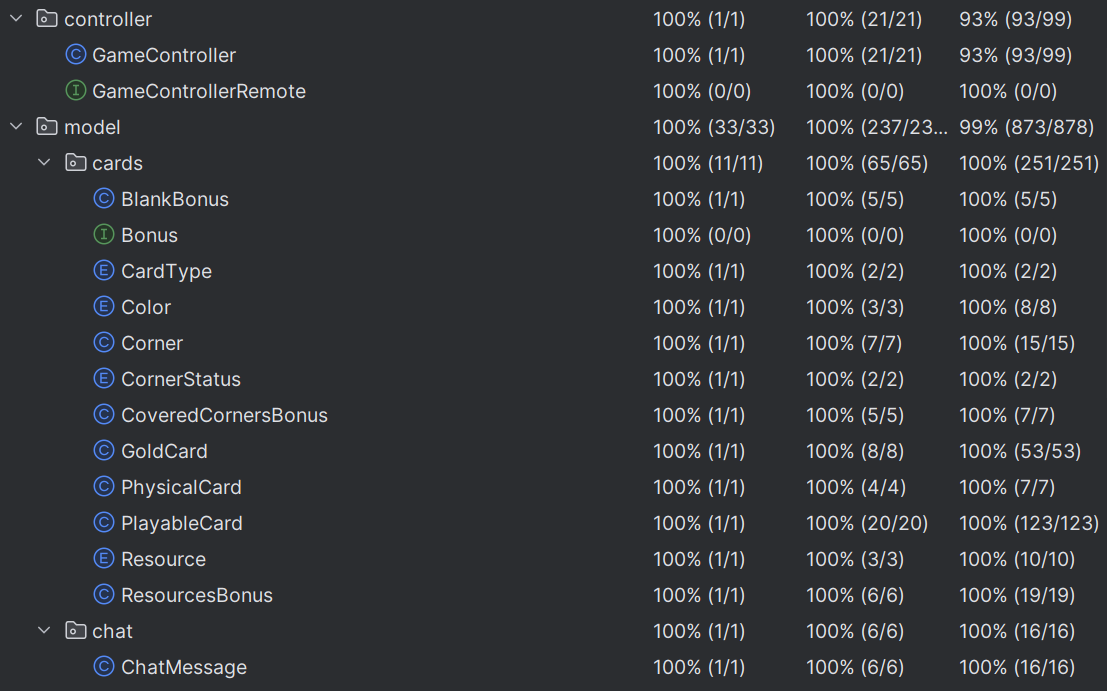 controller 100% (1/1) 100% (21/21) 93% (93/99)
C GameController 100% (1/1) 100% (21/21) 93% (93/99)
I GameControllerRemote 100% (0/0) 100% (0/0) 100% (0/0)
model 100% (33/33) 100% (237/23... 99% (873/878)
cards 100% (11/11) 100% (65/65) 100% (251/251)
C BlankBonus 100% (1/1) 100% (5/5) 100% (5/5)
I Bonus 100% (0/0) 100% (0/0) 100% (0/0)
E CardType 100% (1/1) 100% (2/2) 100% (2/2)
E Color 100% (1/1) 100% (3/3) 100% (8/8)
C Corner 100% (1/1) 100% (7/7) 100% (15/15)
E CornerStatus 100% (1/1) 100% (2/2) 100% (2/2)
C CoveredCornersBonus 100% (1/1) 100% (5/5) 100% (7/7)
C GoldCard 100% (1/1) 100% (8/8) 100% (53/53)
C PhysicalCard 100% (1/1) 100% (4/4) 100% (7/7)
C PlayableCard 100% (1/1) 100% (20/20) 100% (123/123)
E Resource 100% (1/1) 100% (3/3) 100% (10/10)
C ResourcesBonus 100% (1/1) 100% (6/6) 100% (19/19)
chat 100% (1/1) 100% (6/6) 100% (16/16)
C ChatMessage 100% (1/1) 100% (6/6) 100% (16/16)